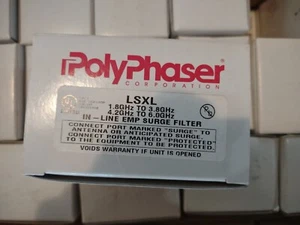 PolyPhaser
CORPORATION
LSXL
1.8GHz TO 3.8GHz
4.2GHz TO 6.0GHz
IN-LINE EMP SURGE FILTER
CONNECT PORT MARKED "SURGE" TO
ANTENNA OR ANTICIPATED SURGE.
CONNECT PORT MARKED "PROTECTED"
TO THE EQUIPMENT TO BE PROTECTED.
VOIDS WARRANTY IF UNIT IS OPENED